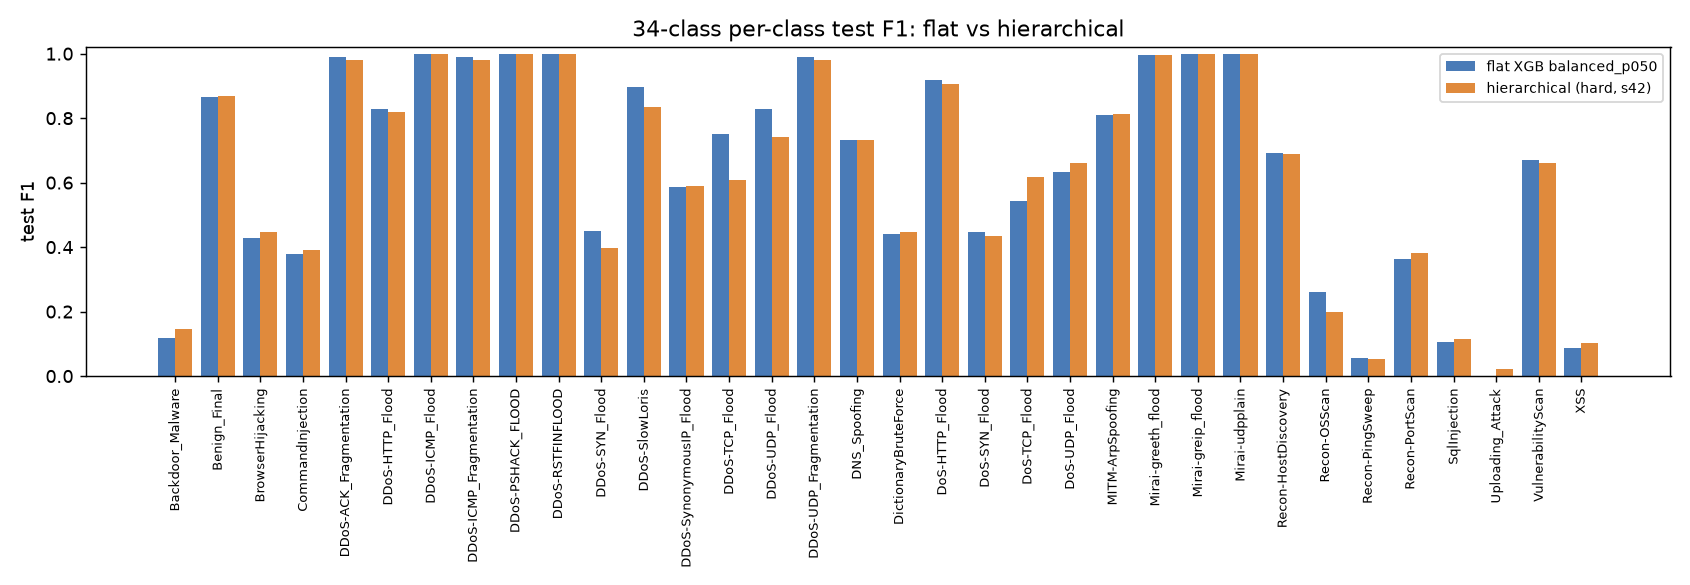 34-class per-class test F1: flat vs hierarchical
flat XGB balanced_p050
hierarchical (hard, s42)
test F1
1.0
0.8
0.6
0.4
0.2
0.0
Backdoor_Malware
Benign_Final
BrowserHijacking
CommandInjection
DDoS-ACK_Fragmentation
DDoS-HTTP_Flood
DDoS-ICMP_Flood
DDoS-ICMP_Fragmentation
DDoS-PSHACK_FLOOD
DDoS-RSTFINFLOOD
DDoS-SYN_Flood
DDoS-SlowLoris
DDoS-SynonymousIP_Flood
DDoS-TCP_Flood
DDoS-UDP_Flood
DDoS-UDP_Fragmentation
DNS_Spoofing
DictionaryBruteForce
DoS-HTTP_Flood
DoS-SYN_Flood
DoS-TCP_Flood
DoS-UDP_Flood
MITM-ArpSpoofing
Mirai-greeth_flood
Mirai-greip_flood
Mirai-udpplain
Recon-HostDiscovery
Recon-OSScan
Recon-PingSweep
Recon-PortScan
SqlInjection
Uploading_Attack
VulnerabilityScan
XSS